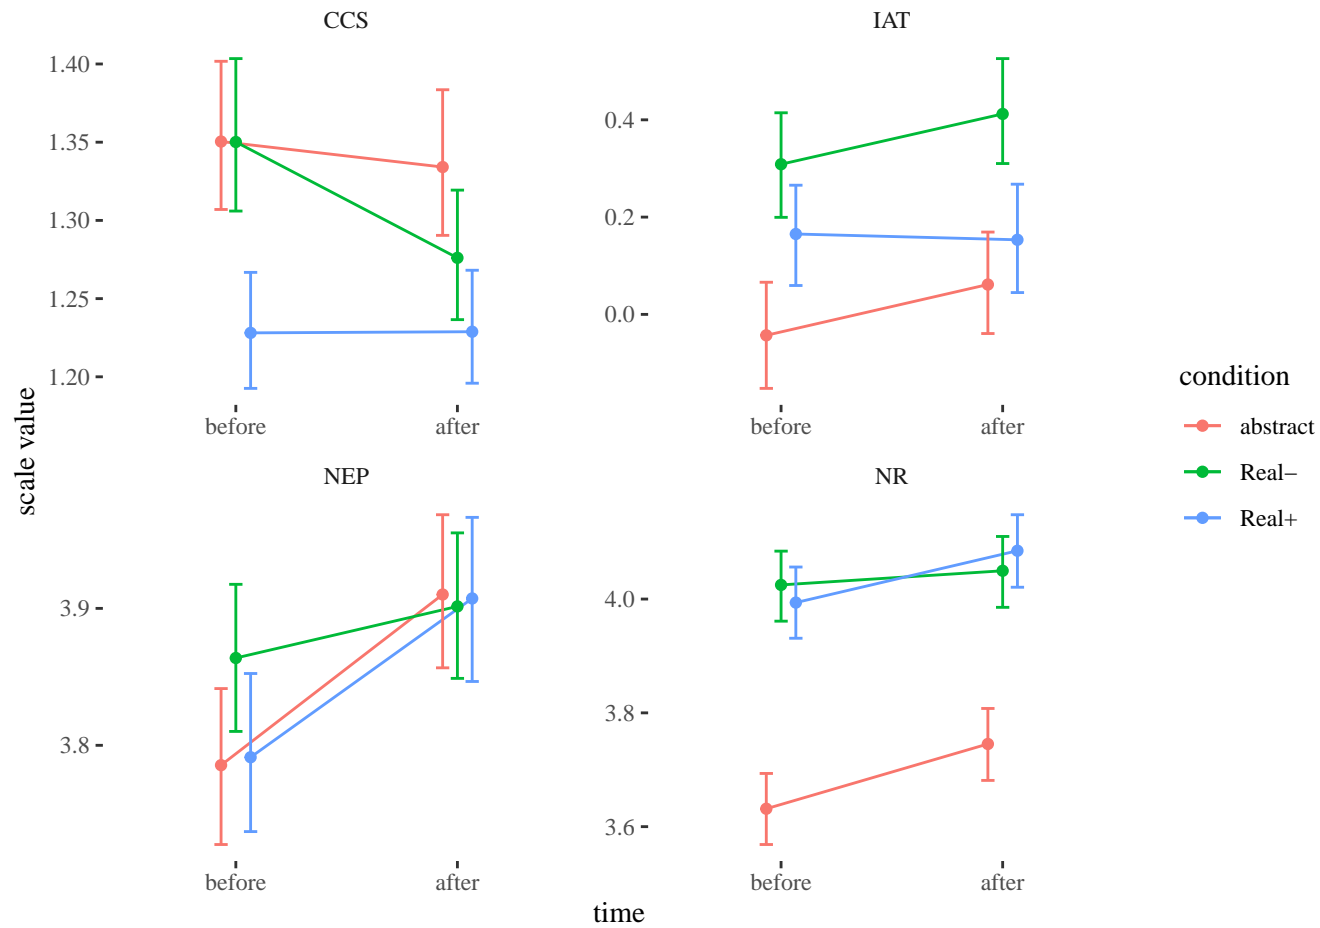 CCS
IAT
1.40
1.35
1.30
1.25
1.20
0.4
0.2
0.0
before
after
before
after
scale value
NEP
NR
3.9
3.8
4.0
3.8
3.6
before
after
before
after
time
condition
abstract
Real−
Real+